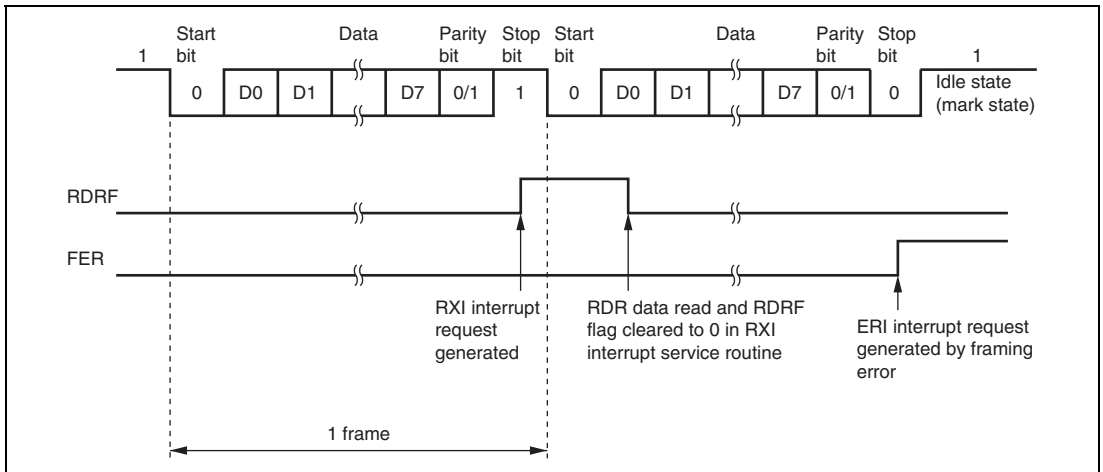 Start bit
Data
Parity bit
Stop bit
Start bit
Data
Parity bit
Stop bit
1
1
0
D0
D1
D7
0/1
1
0
D0
D1
D7
0/1
0
Idle state
(mark state)
RDRF
FER
RXI interrupt
request
generated
RDR data read and RDRF
flag cleared to 0 in RXI
interrupt service routine
ERI interrupt request
generated by framing
error
1 frame